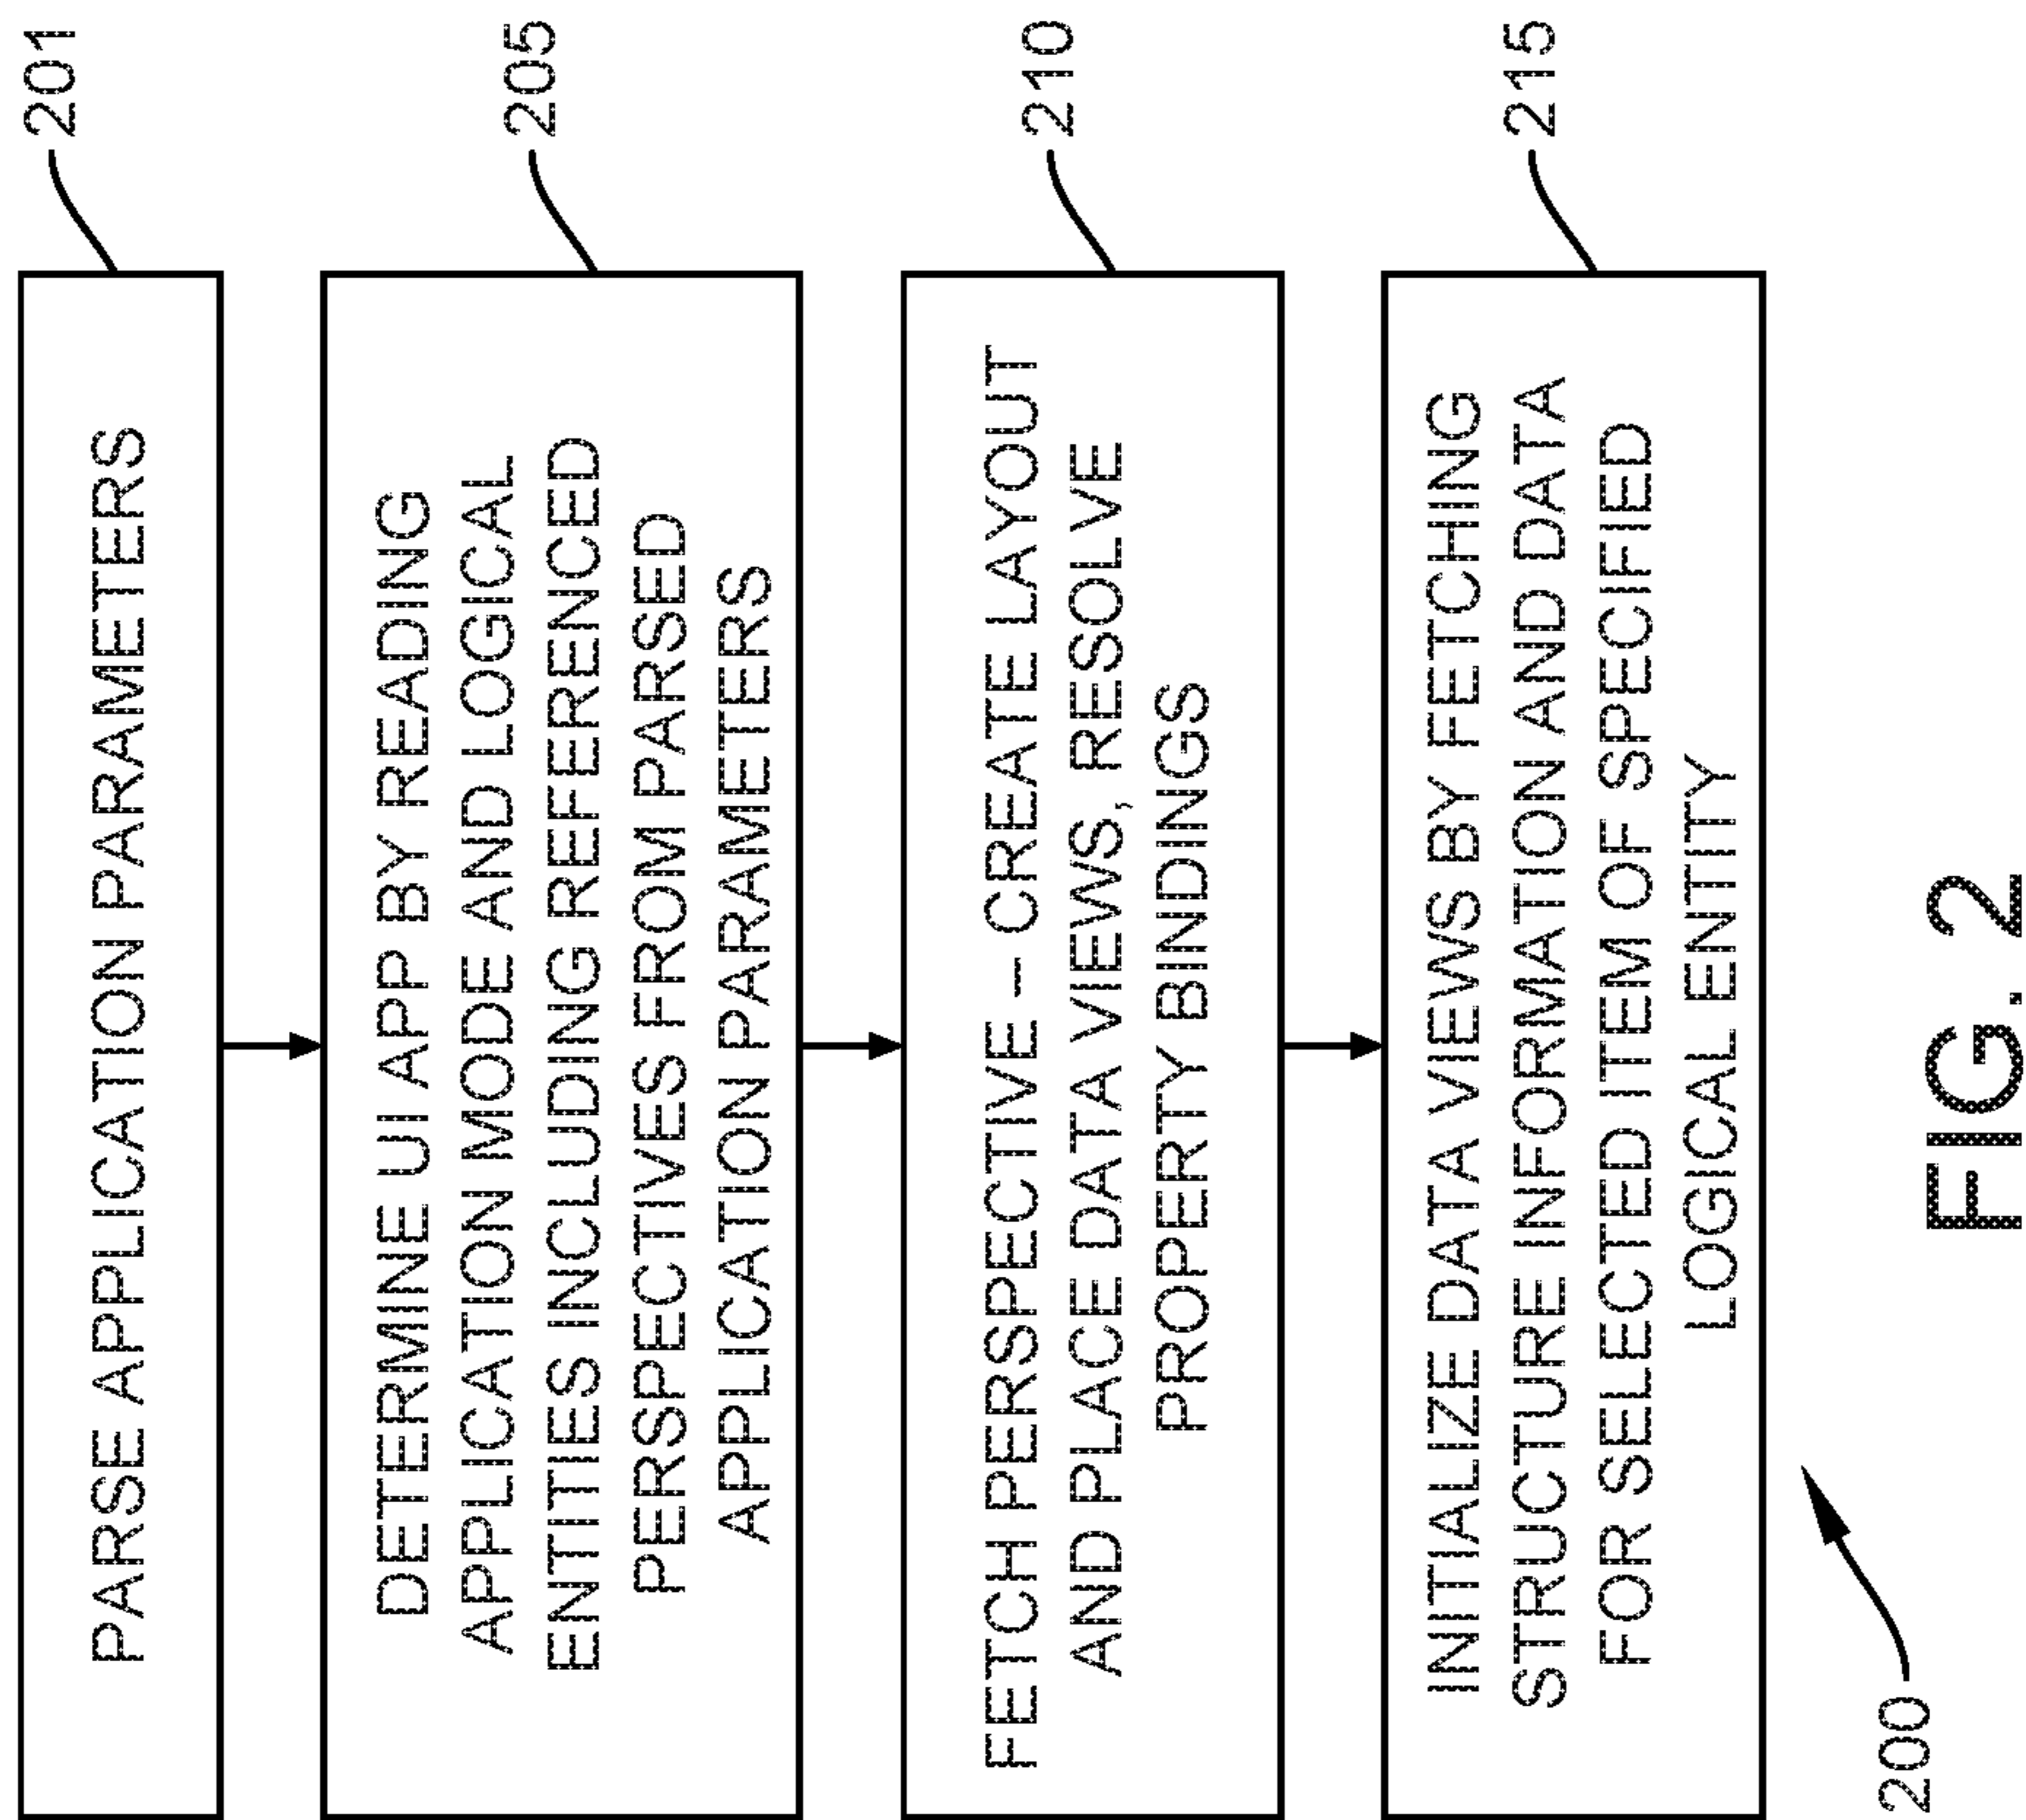 PARSE APPLICATION PARAMETERS
201
DETERMINE UI APP BY READING
APPLICATION MODE AND LOGICAL
ENTITIES INCLUDING REFERENCED
PERSPECTIVES FROM PARSED
APPLICATION PARAMETERS
205
FETCH PERSPECTIVE – CREATE LAYOUT
AND PLACE DATA VIEWS, RESOLVE
PROPERTY BINDINGS
210
INITIALIZE DATA VIEWS BY FETCHING
STRUCTURE INFORMATION AND DATA
FOR SELECTED ITEM OF SPECIFIED
LOGICAL ENTITY
215
200
FIG. 2